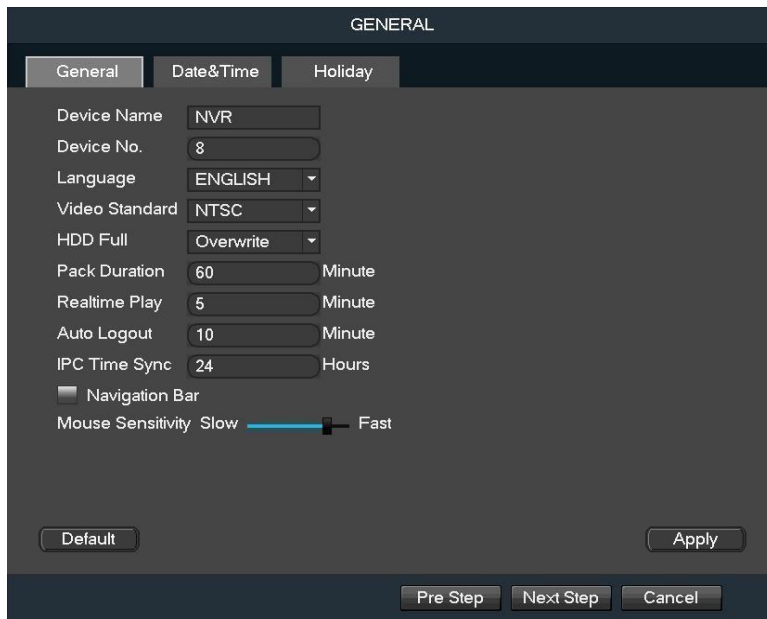 GENERAL
General Date&Time Holiday
Device Name NVR
Device No. 8
Language ENGLISH
Video Standard NTSC
HDD Full Overwrite
Pack Duration 60 Minute
Realtime Play 5 Minute
Auto Logout 10 Minute
IPC Time Sync 24 Hours
Navigation Bar
Mouse Sensitivity Slow Fast
Default Apply
Pre Step Next Step Cancel